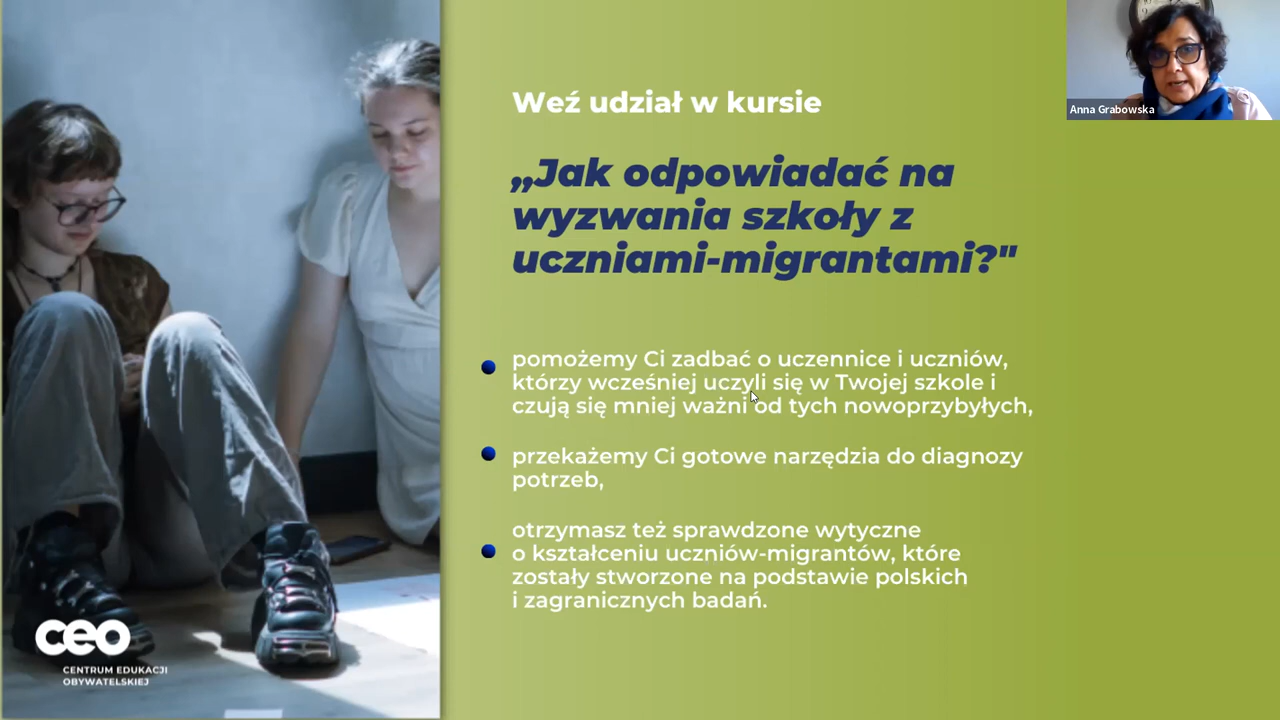 Weź udział w kursie
„Jak odpowiadać na
wyzwania szkoły z
uczniami-migrantami?"
pomożemy Ci zadbać o uczennice i uczniów,
którzy wcześniej uczyli się w Twojej szkole i
czują się mniej ważni od tych nowoprzybyłych,
przekażemy Ci gotowe narzędzia do diagnozy
potrzeb,
otrzymasz też sprawdzone wytyczne
o kształceniu uczniów-migrantów, które
zostały stworzone na podstawie polskich
i zagranicznych badań.
ceo
CENTRUM EDUKACJI
OBYWATELSKIEJ
Anna Grabowska